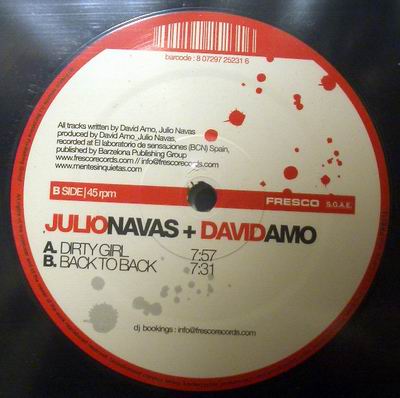 barcode : 8 07297 25231 6
All tracks written by David Amo, Julio Navas
produced by David Amo, Julio Navas,
recorded at El laboratorio de sensaciones (BCN) Spain,
published by Barzelona Publishing Group
www.frescorecords.com // info@frescorecords.com
www.mentesinquietas.com
B SIDE | 45 rpm
FRESCO S.G.A.E.
JULIONAVAS + DAVIDAMO
A. DIRTY GIRL 7:57
B. BACK TO BACK 7:31
dj bookings : info@frescorecords.com